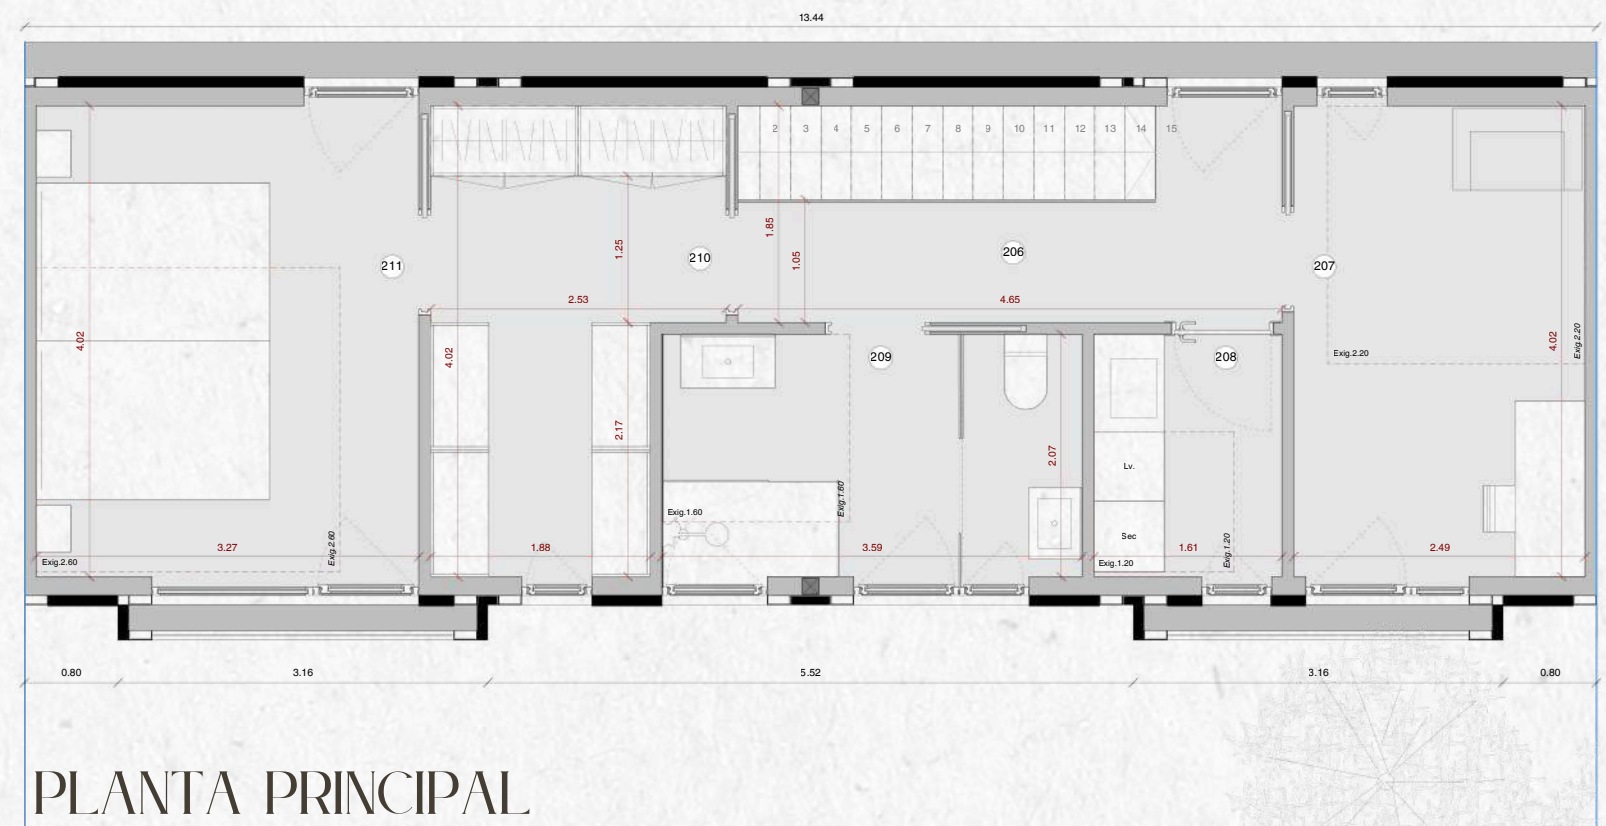 13.44
2 3 4 5 6 7 8 9 10 11 12 13 14 15
1.85
1.25
1.05
211
210
206
207
2.53
4.65
4.02
4.02
2.17
209
208
2.07
Exig.2.20
4.02
Exig.2.20
Lv.
Sec
Exig.1.60
Exig.1.60
Exig.2.60
Exig.2.60
Exig.1.20
Exig.1.20
3.27
1.88
3.59
1.61
2.49
0.80
3.16
5.52
3.16
0.80
PLANTA PRINCIPAL